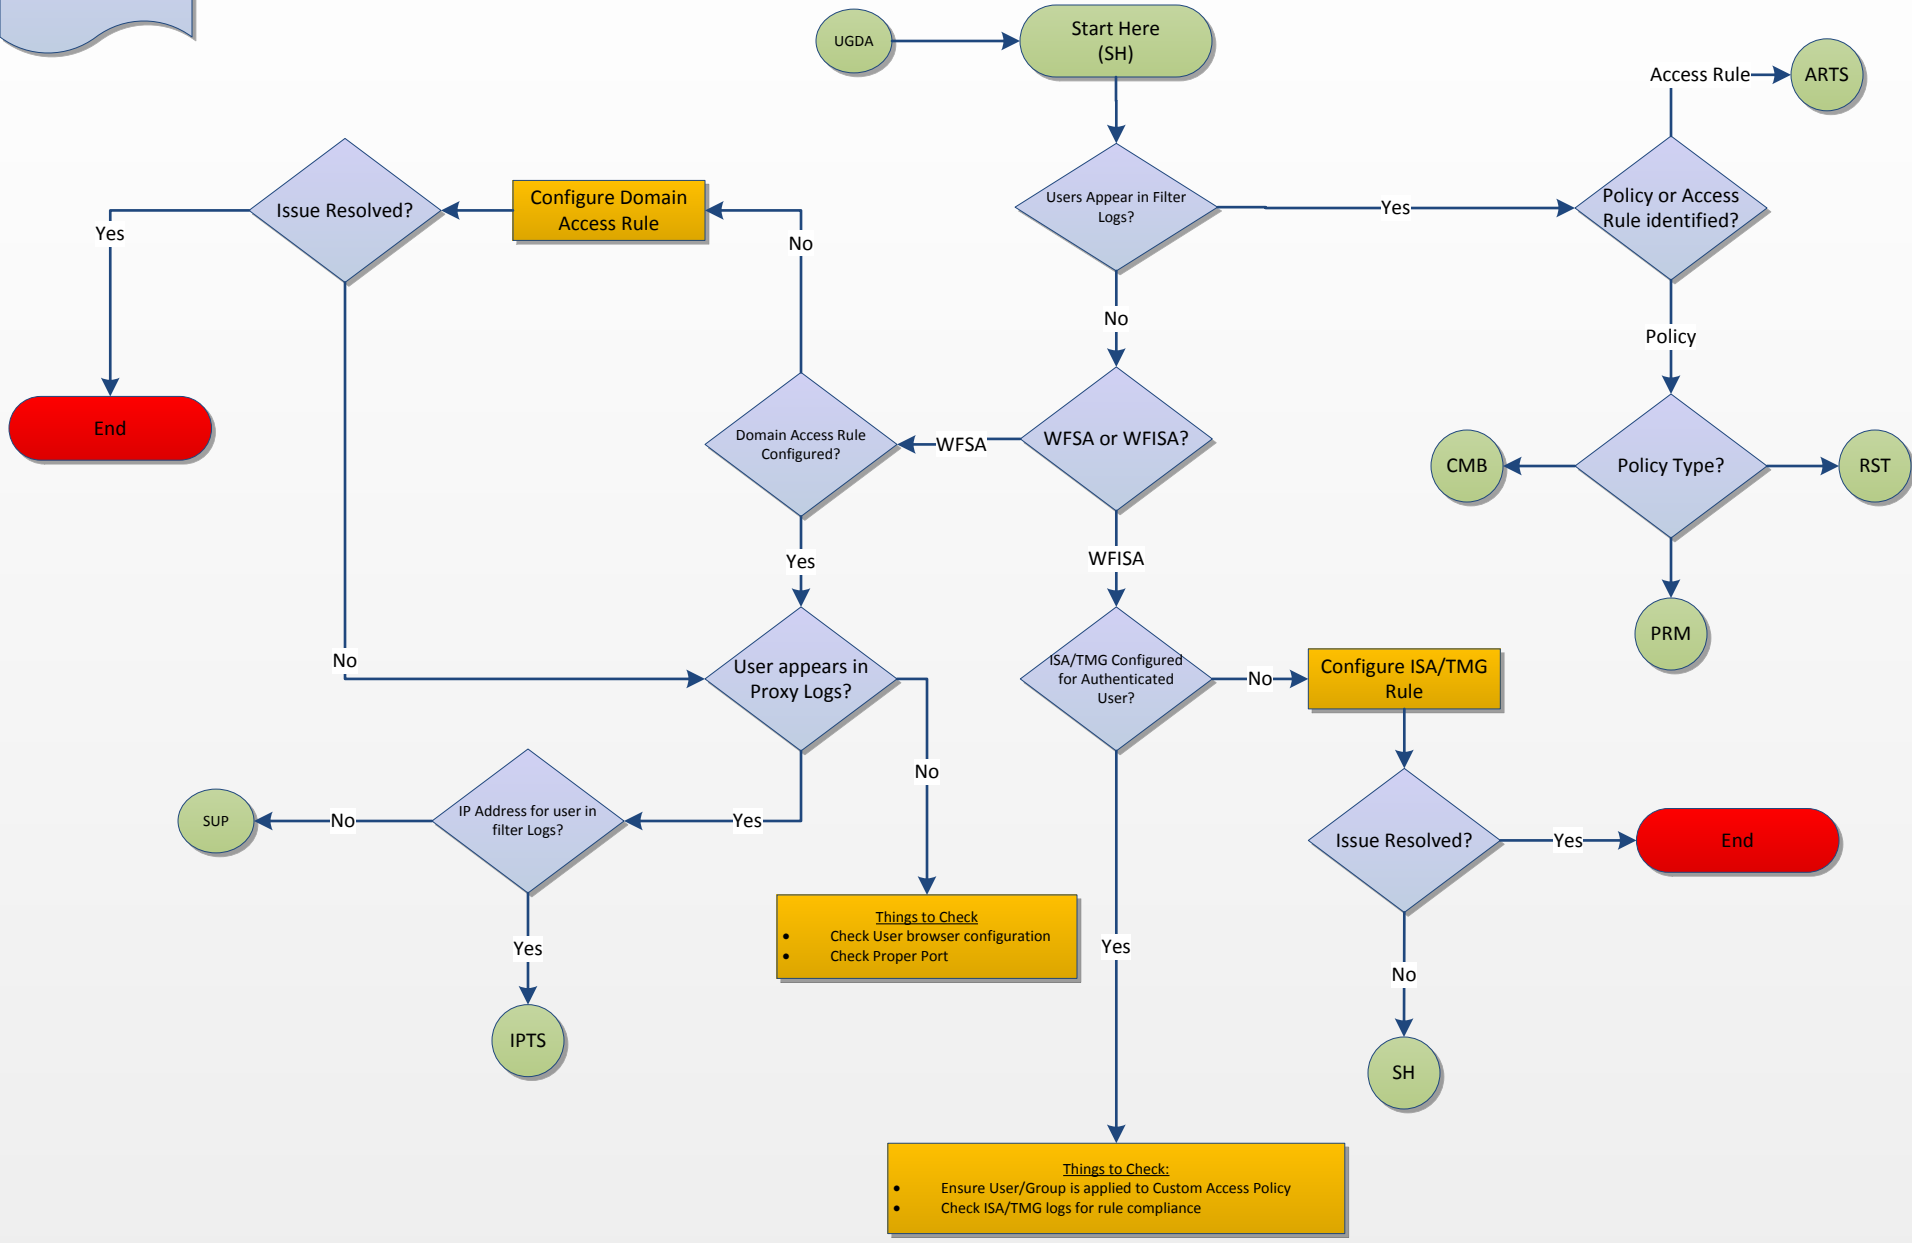 UGDA
Start Here
(SH)
Access Rule
ARTS
Issue Resolved?
Configure Domain
Access Rule
Users Appear in Filter
Logs?
Yes
Policy or Access
Rule identified?
Yes
No
No
Policy
End
Domain Access Rule
Configured?
WFSA
WFSA or WFISA?
CMB
Policy Type?
RST
Yes
WFISA
PRM
No
User appears in
Proxy Logs?
ISA/TMG Configured
for Authenticated
User?
No
Configure ISA/TMG
Rule
No
SUP
No
IP Address for user in
filter Logs?
Yes
Issue Resolved?
Yes
End
Things to Check
• Check User browser configuration
• Check Proper Port
Yes
Yes
No
IPTS
SH
Things to Check:
• Ensure User/Group is applied to Custom Access Policy
• Check ISA/TMG logs for rule compliance